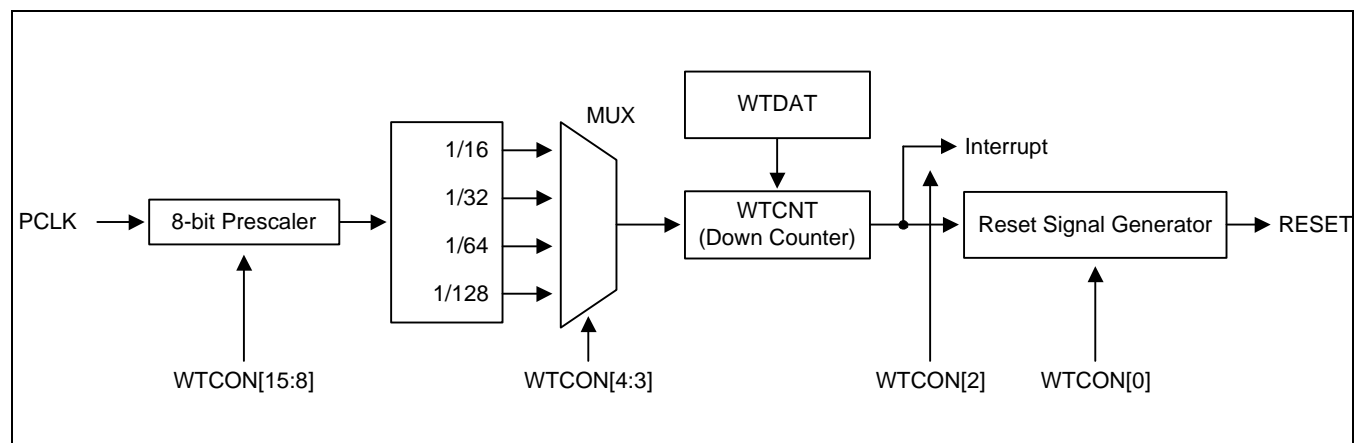 WTDAT
MUX
1/16
Interrupt
1/32
PCLK
8-bit Prescaler
WTCNT
(Down Counter)
Reset Signal Generator
RESET
1/64
1/128
WTCON[15:8]
WTCON[4:3]
WTCON[2]
WTCON[0]